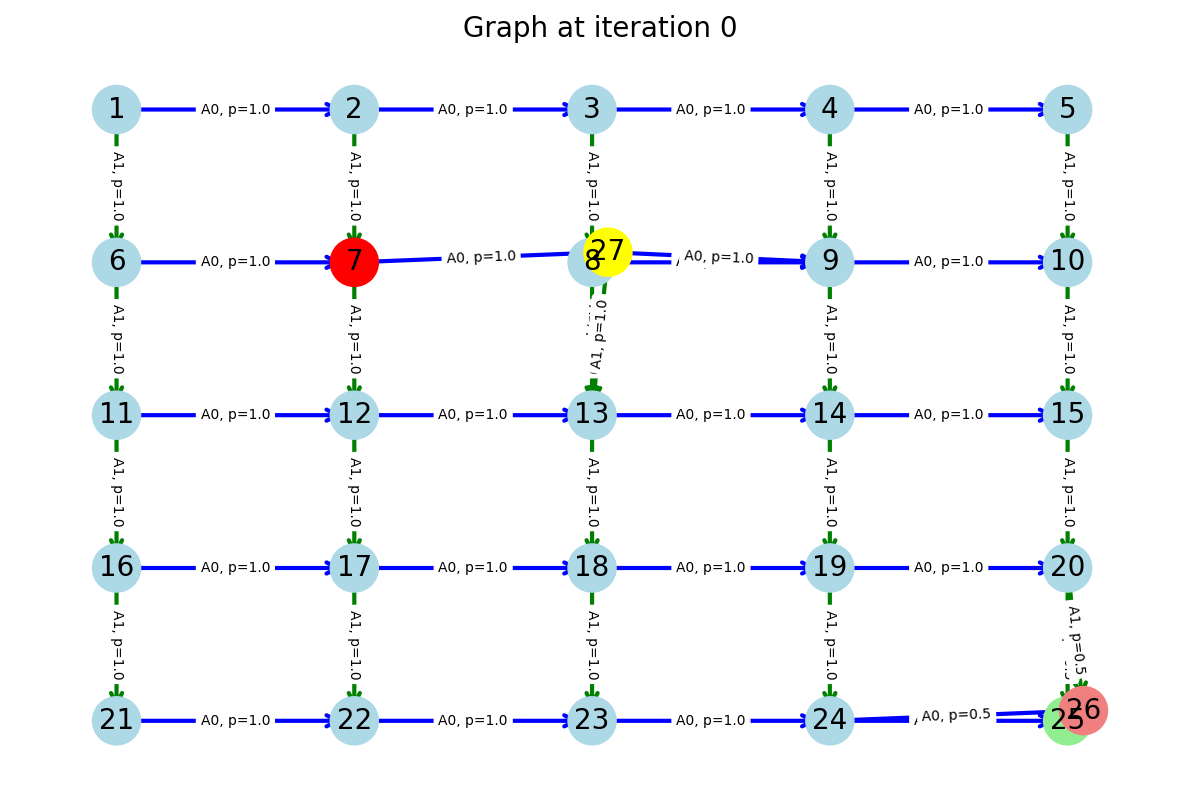 Graph at iteration 0
1 A0, p=1.0 2 A0, p=1.0 3 A0, p=1.0 4 A0, p=1.0 5
A1, p=1.0 A1, p=1.0 A1, p=1.0 A1, p=1.0 A1, p=1.0
6 A0, p=1.0 7 A0, p=1.0 8 27 A0, p=1.0 9 A0, p=1.0 10
A1, p=1.0 A1, p=1.0 A1, p=1.0 A1, p=1.0 A1, p=1.0
11 A0, p=1.0 12 A0, p=1.0 13 A0, p=1.0 14 A0, p=1.0 15
A1, p=1.0 A1, p=1.0 A1, p=1.0 A1, p=1.0 A1, p=1.0
16 A0, p=1.0 17 A0, p=1.0 18 A0, p=1.0 19 A0, p=1.0 20
A1, p=1.0 A1, p=1.0 A1, p=1.0 A1, p=1.0 A1, p=0.5
21 A0, p=1.0 22 A0, p=1.0 23 A0, p=1.0 24 A0, p=0.5 25 26